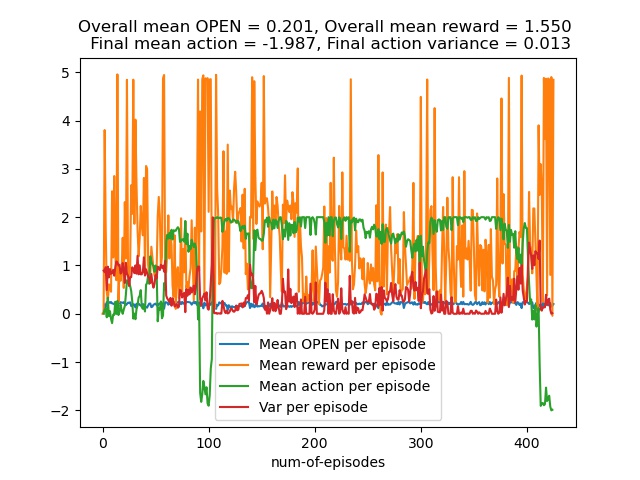 Overall mean OPEN = 0.201, Overall mean reward = 1.550
Final mean action = -1.987, Final action variance = 0.013
5
4
3
2
1
0
−1
−2
Mean OPEN per episode
Mean reward per episode
Mean action per episode
Var per episode
0 100 200 300 400
num-of-episodes